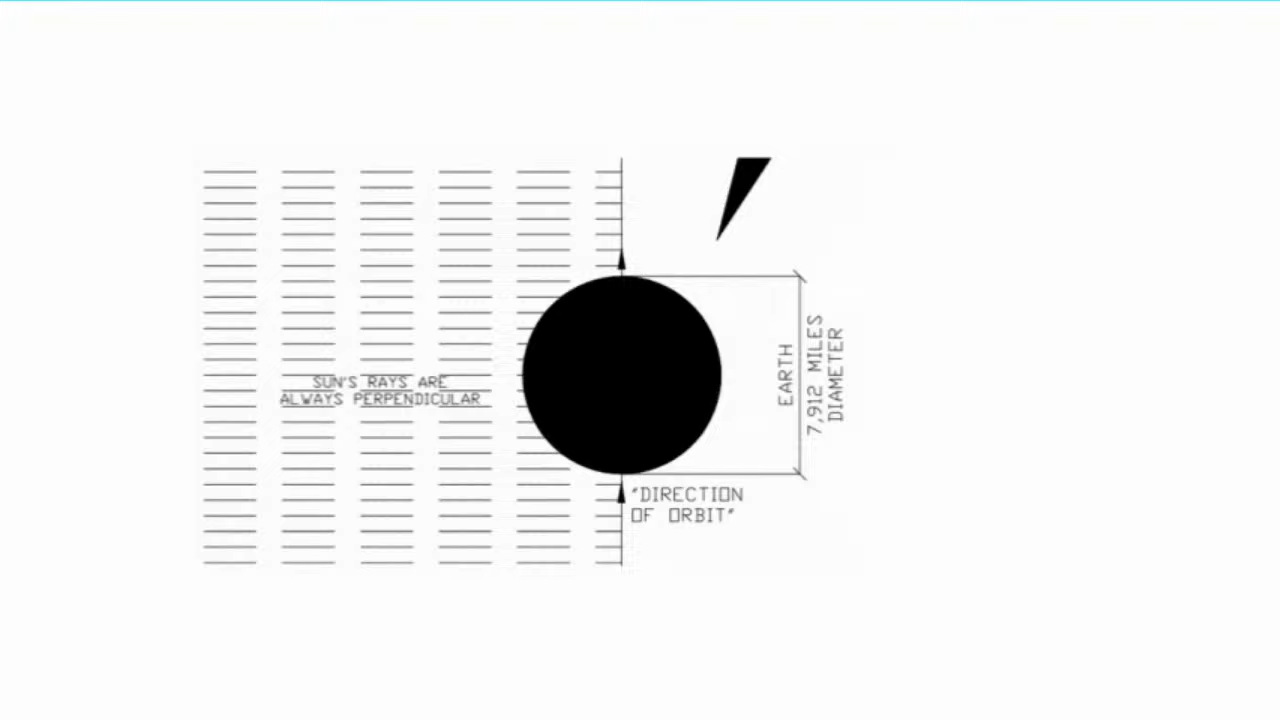 SUN'S RAYS ARE
ALWAYS PERPENDICULAR
EARTH
7,912 MILES
DIAMETER
"DIRECTION
OF ORBIT"